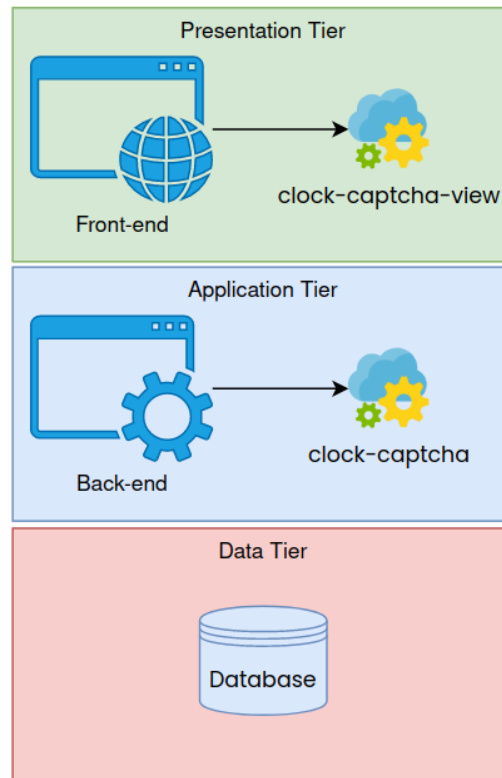 Presentation Tier
clock-captcha-view
Front-end
Application Tier
clock-captcha
Back-end
Data Tier
Database